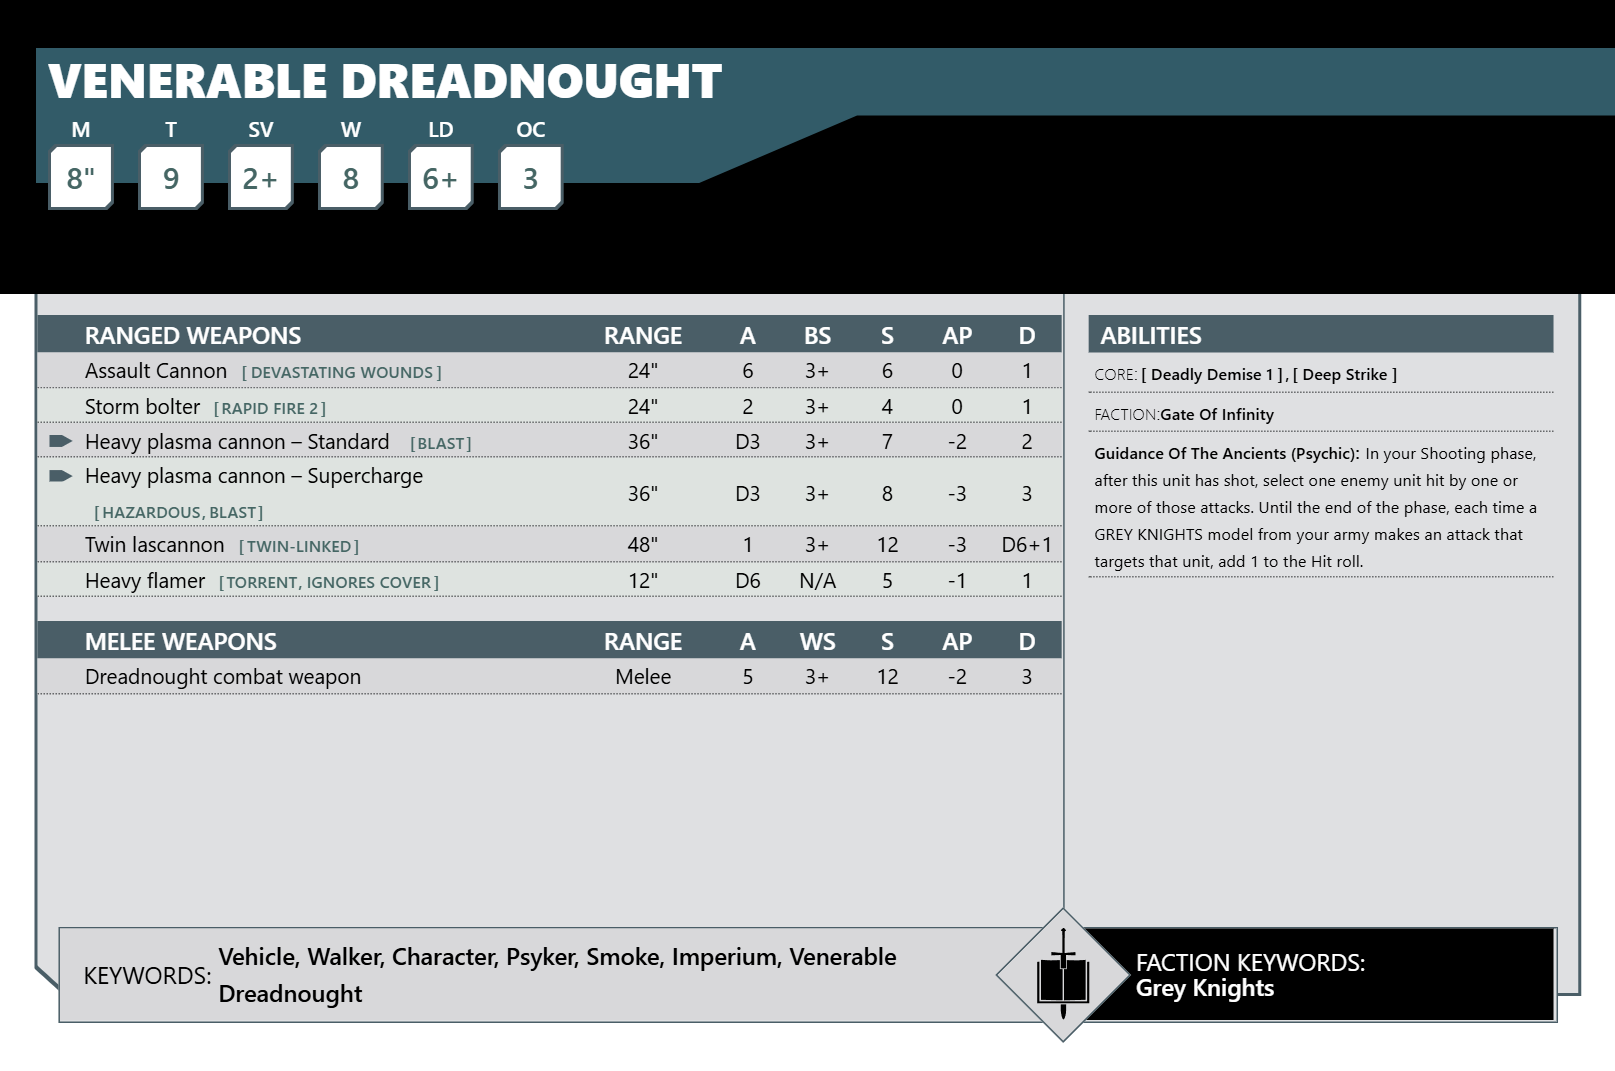 VENERABLE DREADNOUGHT
M T SV W LD OC
8" 9 2+ 8 6+ 3
RANGED WEAPONS RANGE A BS S AP D
Assault Cannon [ DEVASTATING WOUNDS ] 24" 6 3+ 6 0 1
Storm bolter [ RAPID FIRE 2 ] 24" 2 3+ 4 0 1
Heavy plasma cannon – Standard [ BLAST ] 36" D3 3+ 7 -2 2
Heavy plasma cannon – Supercharge
[ HAZARDOUS, BLAST ] 36" D3 3+ 8 -3 3
Twin lascannon [ TWIN-LINKED ] 48" 1 3+ 12 -3 D6+1
Heavy flamer [ TORRENT, IGNORES COVER ] 12" D6 N/A 5 -1 1
MELEE WEAPONS RANGE A WS S AP D
Dreadnought combat weapon Melee 5 3+ 12 -2 3
ABILITIES
CORE: [ Deadly Demise 1 ] , [ Deep Strike ]
FACTION:Gate Of Infinity
Guidance Of The Ancients (Psychic): In your Shooting phase,
after this unit has shot, select one enemy unit hit by one or
more of those attacks. Until the end of the phase, each time a
GREY KNIGHTS model from your army makes an attack that
targets that unit, add 1 to the Hit roll.
KEYWORDS: Vehicle, Walker, Character, Psyker, Smoke, Imperium, Venerable
Dreadnought
FACTION KEYWORDS:
Grey Knights